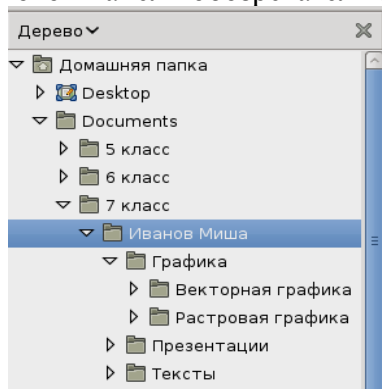 Дерево
Домашняя папка
Desktop
Documents
5 класс
6 класс
7 класс
Иванов Миша
Графика
Векторная графика
Растровая графика
Презентации
Тексты